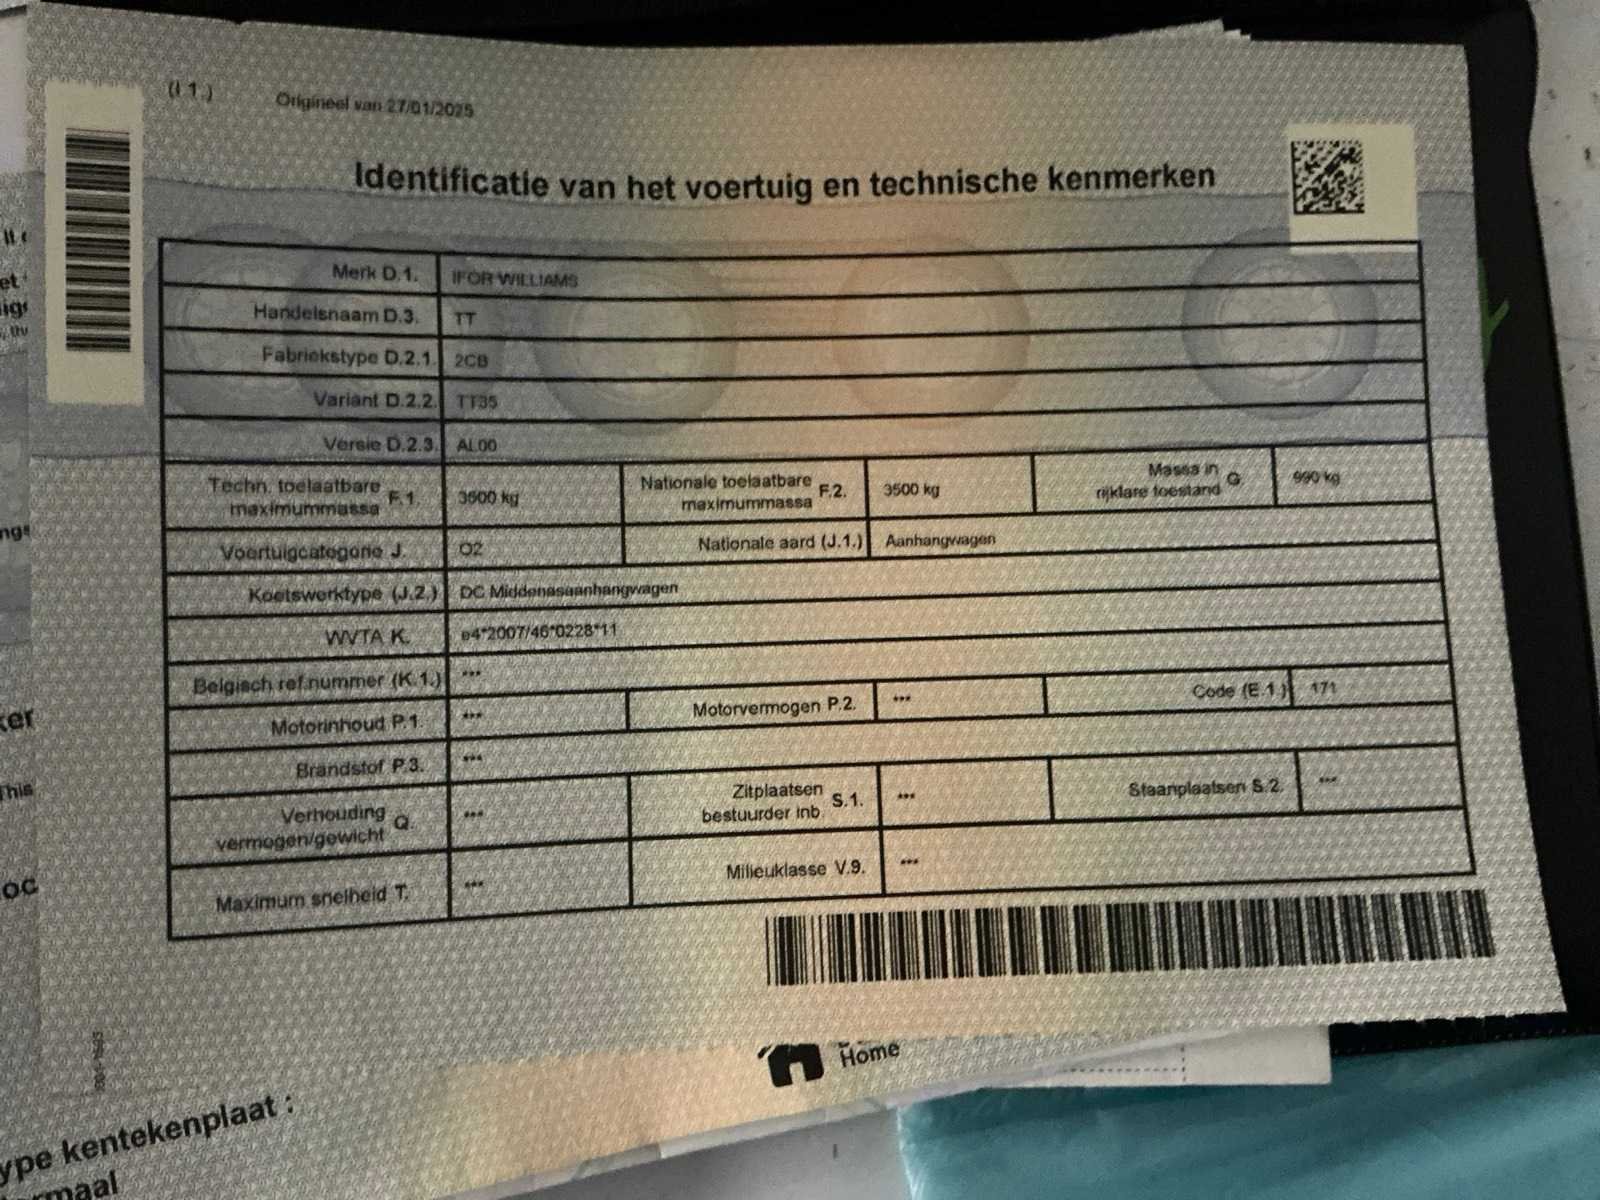 (I 1.)
Origineel van 27/01/2025
Identificatie van het voertuig en technische kenmerken
Merk D.1. IFOR WILLIAMS
Handelsnaam D.3. TT
Fabriekstype D.2.1. 2CB
Variant D.2.2. TT35
Versie D.2.3. AL00
Techn. toelaatbare maximummassa F.1. 3500 kg Nationale toelaatbare maximummassa F.2. 3500 kg Massa in rijklare toestand G. 990 kg
Voertuigcategorie J. O2 Nationale aard (J.1.) Aanhangwagen
Koetswerktype (J.2.) DC Middenasaanhangwagen
WVTA K. e4*2007/46*0228*11
Belgisch ref.nummer (K.1.) ***
Motorinhoud P.1. *** Motorvermogen P.2. *** Code (E.1.) 171
Brandstof P.3. ***
Verhouding vermogen/gewicht Q. *** Zitplaatsen bestuurder inb. S.1. *** Staanplaatsen S.2. ***
Maximum snelheid T. *** Milieuklasse V.9. ***
Home
ype kentekenplaat :
ormaal